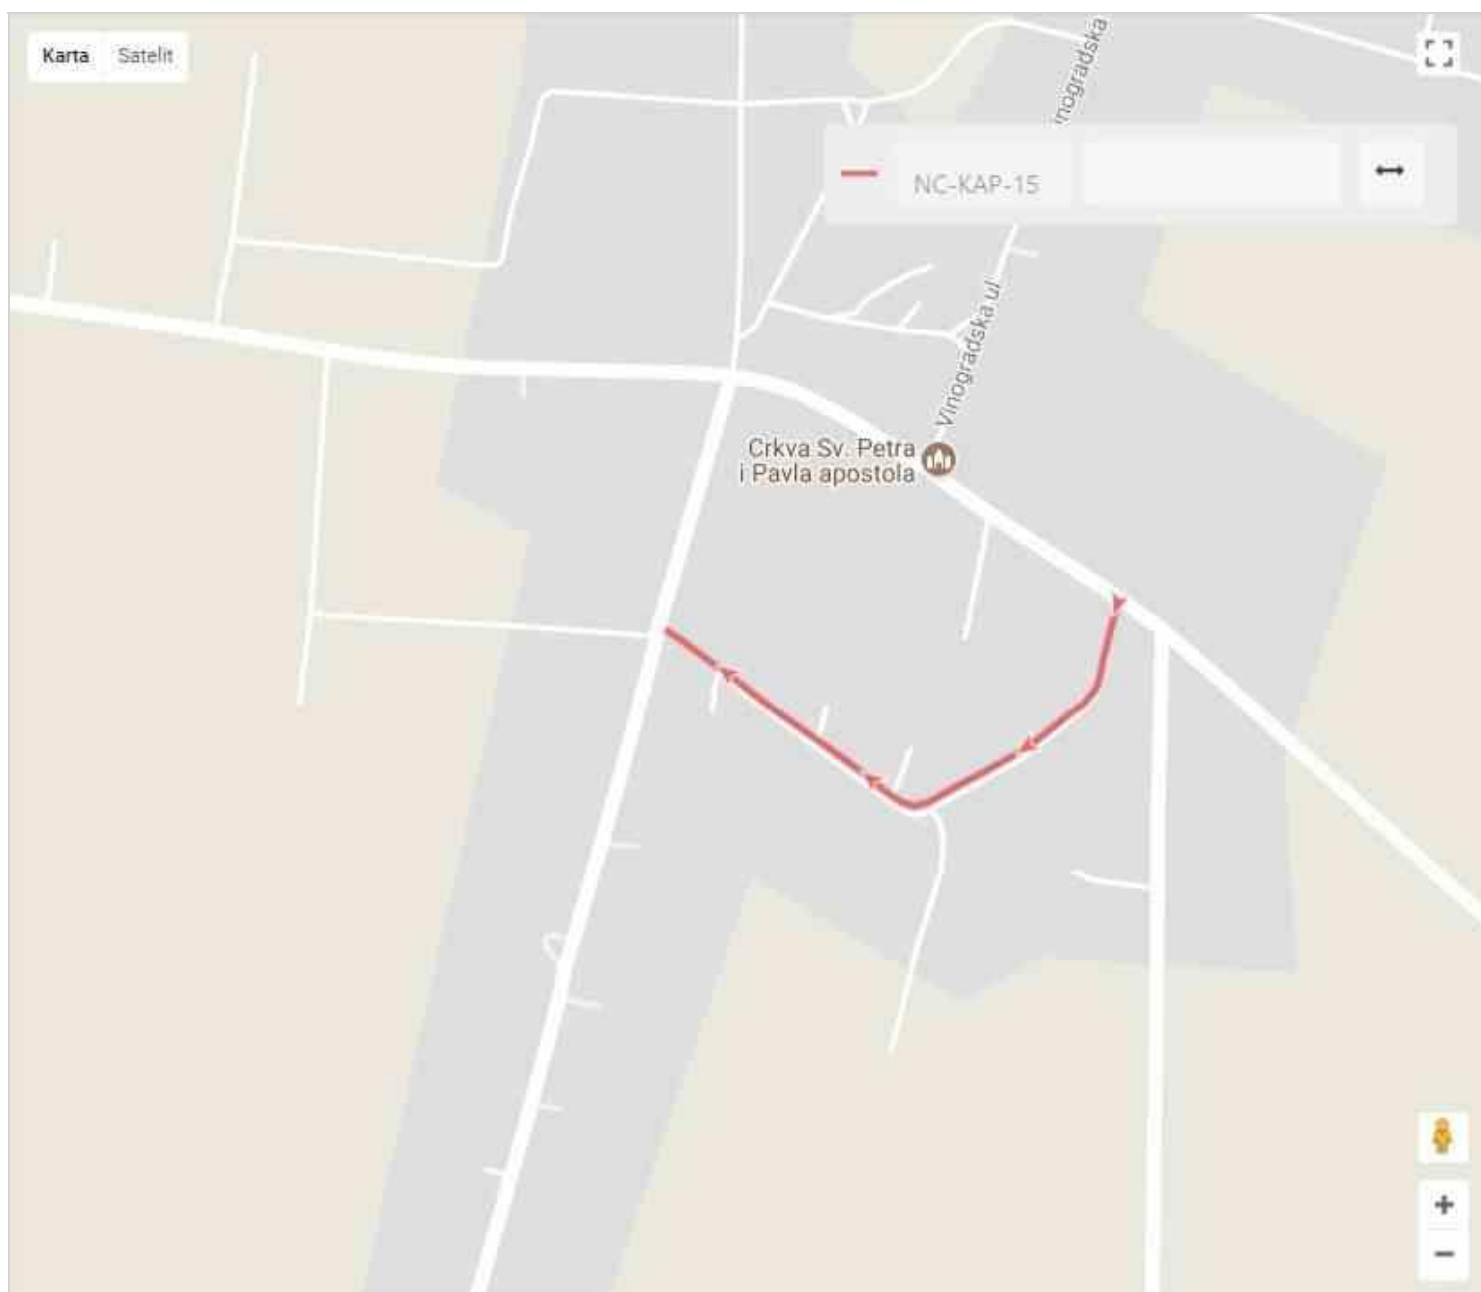 Karta Satelit
inogradska
NC-KAP-15
Vinogradska ul
Crkva Sv. Petra
i Pavla apostola